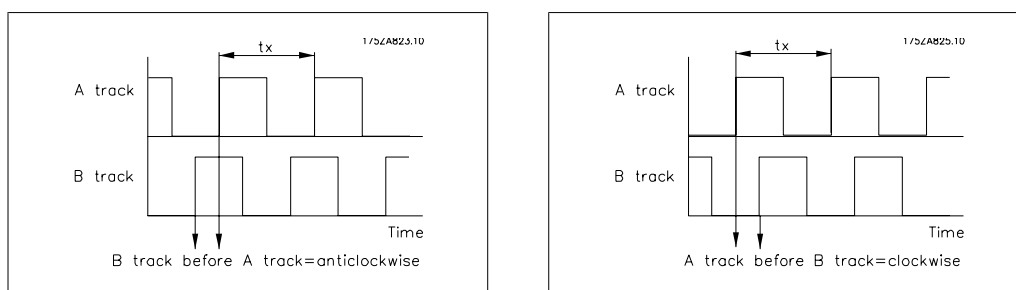 175ZA823.10
tx
A track
B track
Time
B track before A track=anticlockwise
175ZA825.10
tx
A track
B track
Time
A track before B track=clockwise